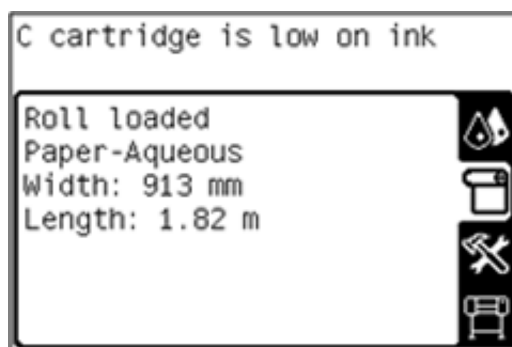 C cartridge is low on ink
Roll loaded
Paper-Aqueous
Width: 913 mm
Length: 1.82 m